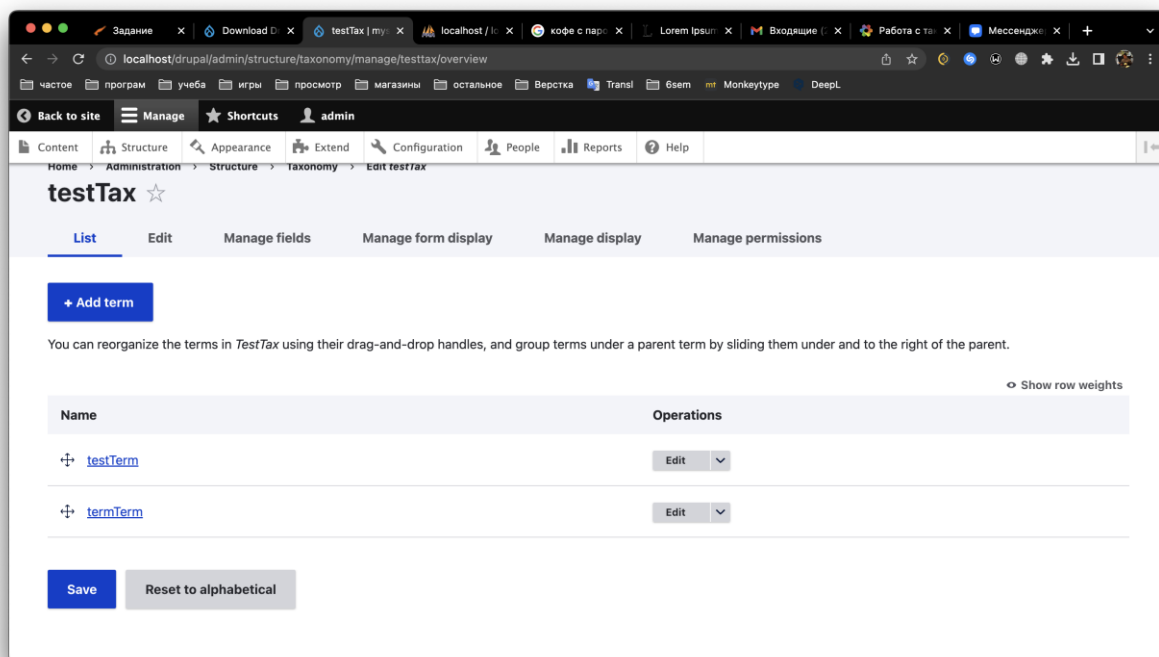 Задание
Download D
testTax | mys
localhost / lo
кофе с паро
Lorem Ipsum
Входящие (2
Работа с так
Мессендже
localhost/drupal/admin/structure/taxonomy/manage/testtax/overview
частое програм учеба игры просмотр магазины остальное Верстка Transl 6sem mt Monkeytype DeepL
Back to site Manage Shortcuts admin
Content Structure Appearance Extend Configuration People Reports Help
Home > Administration > Structure > Taxonomy > Edit testTax
testTax
List Edit Manage fields Manage form display Manage display Manage permissions
+ Add term
You can reorganize the terms in TestTax using their drag-and-drop handles, and group terms under a parent term by sliding them under and to the right of the parent.
Show row weights
Name Operations
testTerm Edit
termTerm Edit
Save Reset to alphabetical